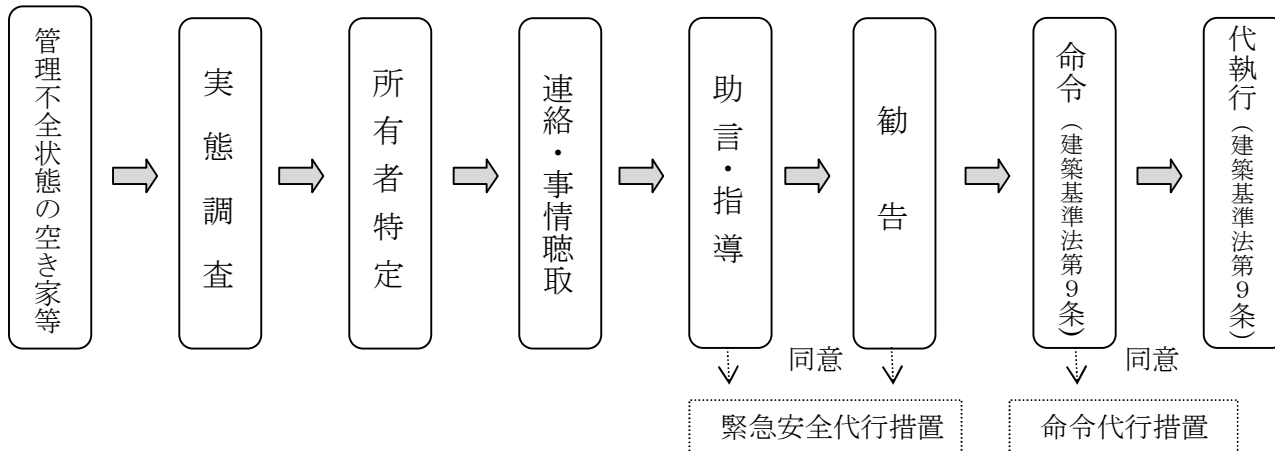 管理不全状態の空き家等
実態調査
所有者特定
連絡・事情聴取
助言・指導
勧告
命令（建築基準法第９条）
代執行（建築基準法第９条）
同意
同意
緊急安全代行措置
命令代行措置